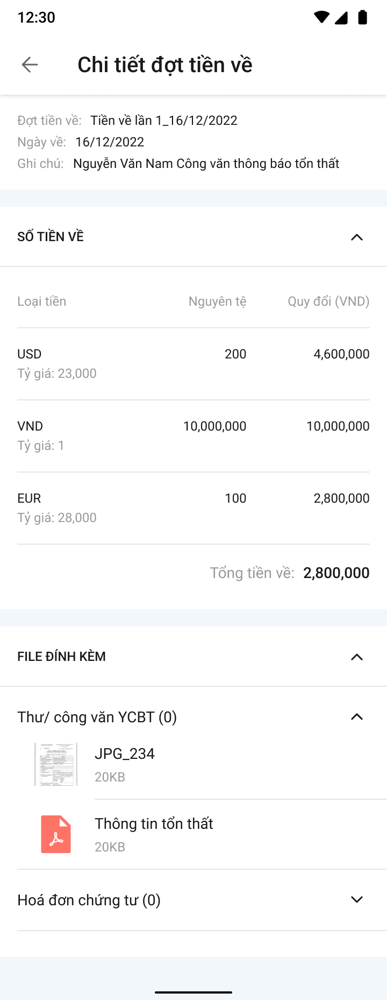 12:30
Chi tiết đợt tiền về
Đợt tiền về: Tiền về lần 1_16/12/2022
Ngày về: 16/12/2022
Ghi chú: Nguyễn Văn Nam Công văn thông báo tổn thất
SỐ TIỀN VỀ
Loại tiền Nguyên tệ Quy đổi (VND)
USD 200 4,600,000
Tỷ giá: 23,000
VND 10,000,000 10,000,000
Tỷ giá: 1
EUR 100 2,800,000
Tỷ giá: 28,000
Tổng tiền về: 2,800,000
FILE ĐÍNH KÈM
Thư/ công văn YCBT (0)
JPG_234
20KB
Thông tin tổn thất
20KB
Hoá đơn chứng tư (0)